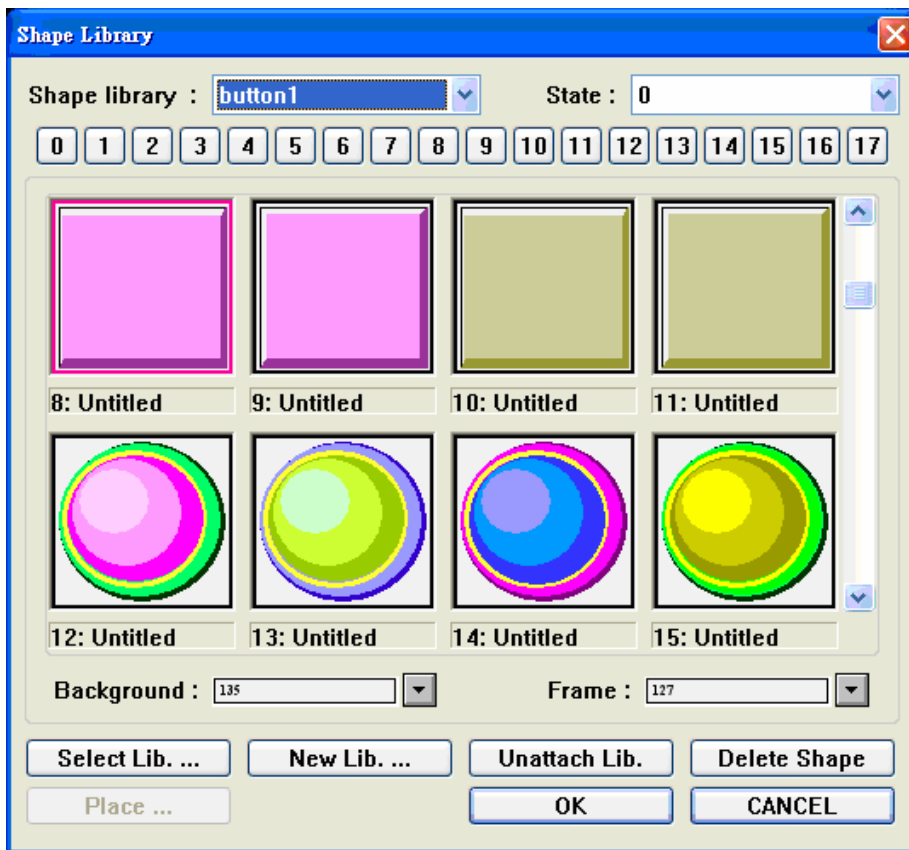 Shape Library
Shape library : button1 State : 0
0 1 2 3 4 5 6 7 8 9 10 11 12 13 14 15 16 17
8: Untitled 9: Untitled 10: Untitled 11: Untitled
12: Untitled 13: Untitled 14: Untitled 15: Untitled
Background : 135 Frame : 127
Select Lib. ... New Lib. ... Unattach Lib. Delete Shape
Place ... OK CANCEL